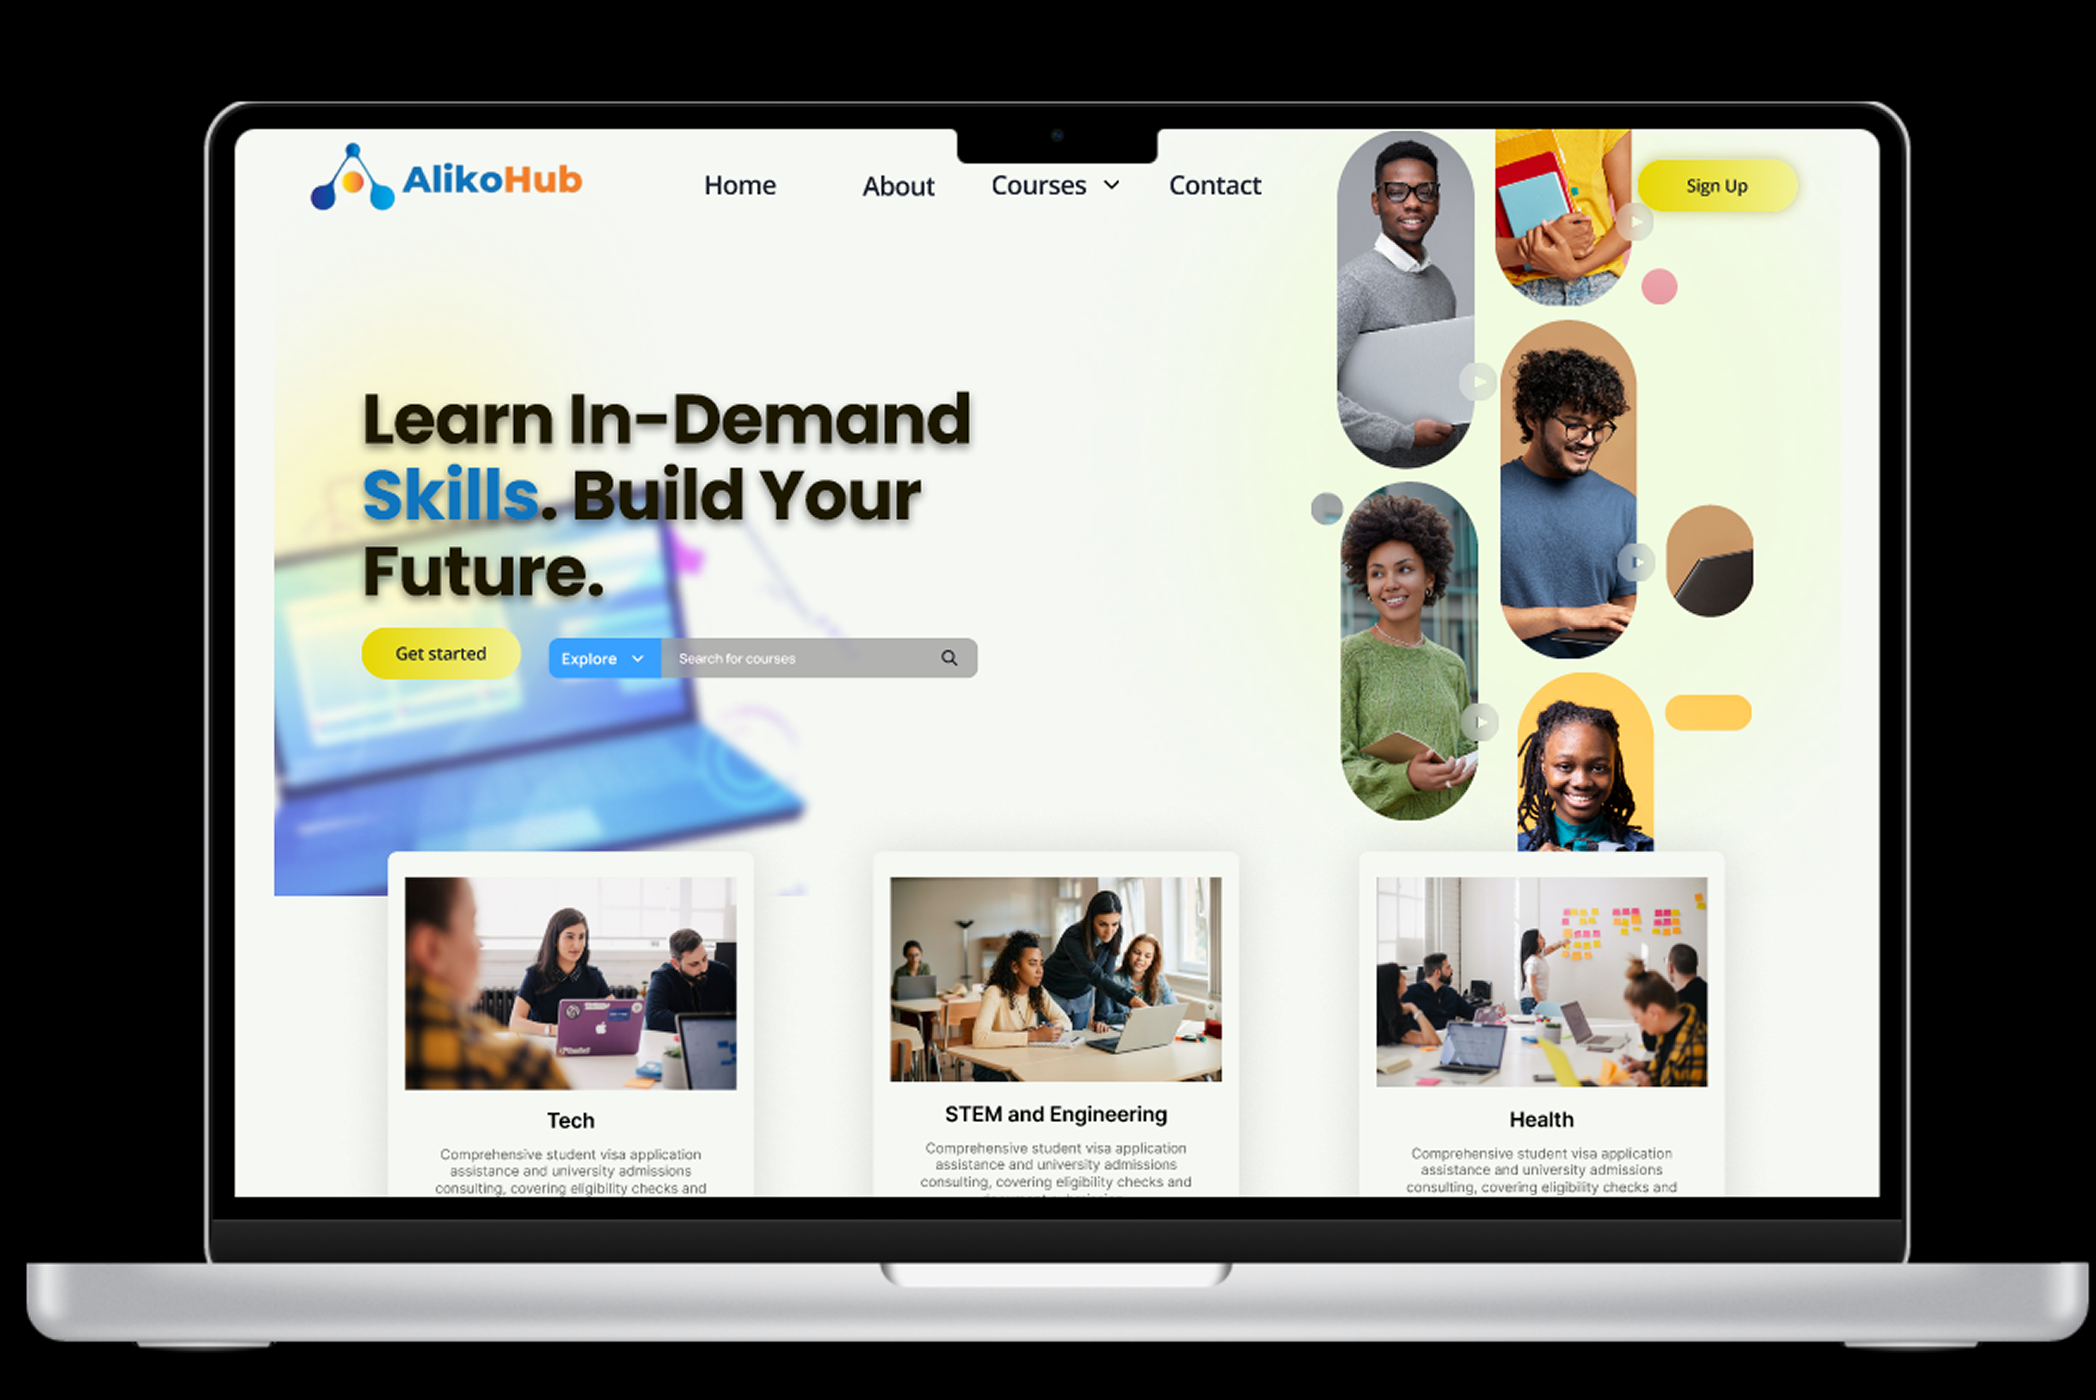 AlikoHub
Home
About
Courses
Contact
Sign Up
Learn In-Demand
Skills. Build Your
Future.
Get started
Explore
Search for courses
Tech
Comprehensive student visa application
assistance and university admissions
consulting, covering eligibility checks and
STEM and Engineering
Comprehensive student visa application
assistance and university admissions
consulting, covering eligibility checks and
Health
Comprehensive student visa application
assistance and university admissions
consulting, covering eligibility checks and